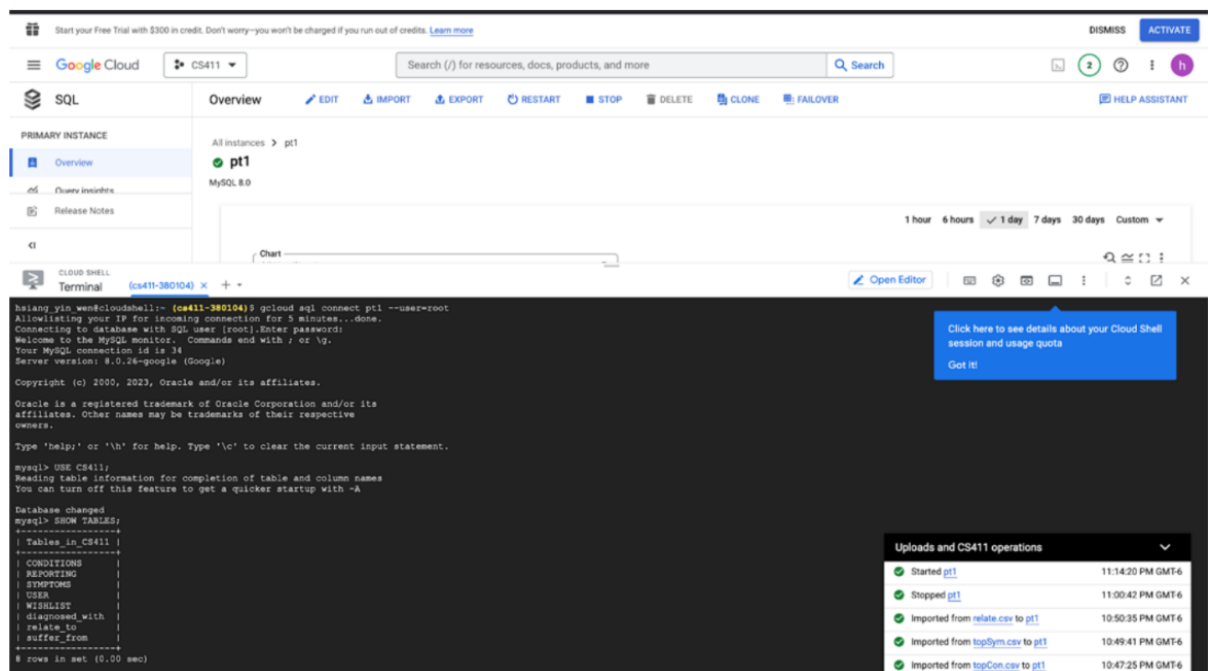 Start your Free Trial with $300 in credit. Don't worry—you won't be charged if you run out of credits. Learn more
DISMISS
ACTIVATE
Google Cloud
CS411
Search (/) for resources, docs, products, and more
Search
2
h
SQL
Overview
EDIT
IMPORT
EXPORT
RESTART
STOP
DELETE
CLONE
FAILOVER
HELP ASSISTANT
PRIMARY INSTANCE
Overview
Query insights
Release Notes
All instances > pt1
pt1
MySQL 8.0
1 hour 6 hours 1 day 7 days 30 days Custom
Chart
CLOUD SHELL
Terminal
(cs411-380104)
Open Editor
hsiang_yin_wen@cloudshell:~ (cs411-380104)$ gcloud sql connect pt1 --user=root
Allowlisting your IP for incoming connection for 5 minutes...done.
Connecting to database with SQL user [root].Enter password:
Welcome to the MySQL monitor.  Commands end with ; or \g.
Your MySQL connection id is 34
Server version: 8.0.26-google (Google)
Copyright (c) 2000, 2023, Oracle and/or its affiliates.
Oracle is a registered trademark of Oracle Corporation and/or its
affiliates. Other names may be trademarks of their respective
owners.
Type 'help;' or '\h' for help. Type '\c' to clear the current input statement.
mysql> USE CS411;
Reading table information for completion of table and column names
You can turn off this feature to get a quicker startup with -A
Database changed
mysql> SHOW TABLES;
+-----------------+
| Tables_in_CS411 |
+-----------------+
| CONDITIONS      |
| REPORTING       |
| SYMPTOMS        |
| USER            |
| WISHLIST        |
| diagnosed_with  |
| relate_to       |
| suffer_from     |
+-----------------+
8 rows in set (0.00 sec)
Click here to see details about your Cloud Shell
session and usage quota
Got it!
Uploads and CS411 operations
Started pt1 11:14:20 PM GMT-6
Stopped pt1 11:00:42 PM GMT-6
Imported from relate.csv to pt1 10:50:35 PM GMT-6
Imported from topSym.csv to pt1 10:49:41 PM GMT-6
Imported from topCon.csv to pt1 10:47:25 PM GMT-6